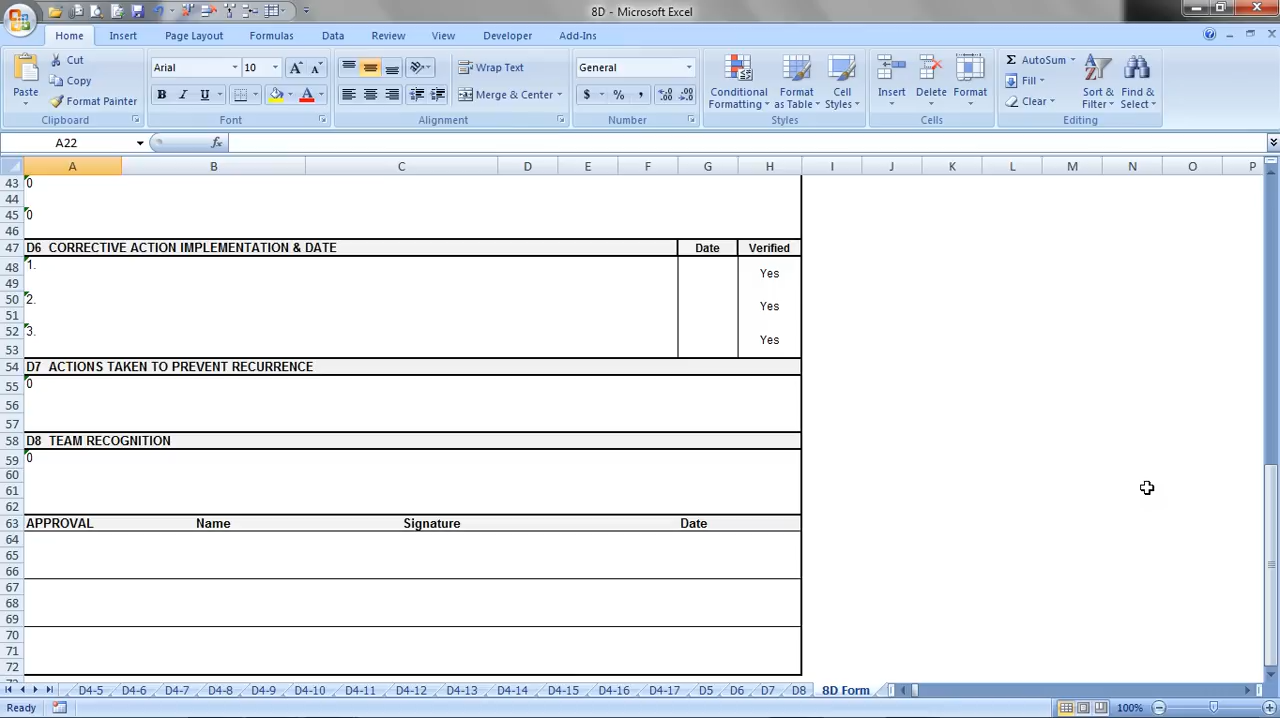 8D - Microsoft Excel
Home Insert Page Layout Formulas Data Review View Developer Add-Ins
Paste
Cut
Copy
Format Painter
Clipboard
Arial 10
B I U
Font
Wrap Text
Merge & Center
Alignment
General
$ % ,
Number
Conditional Formatting
Format as Table
Cell Styles
Styles
Insert Delete Format
Cells
Σ AutoSum
Fill
Clear
Sort & Filter
Find & Select
Editing
A22 fx
A B C D E F G H I J K L M N O P
43 0
44
45 0
46
47 D6 CORRECTIVE ACTION IMPLEMENTATION & DATE Date Verified
48 1. Yes
49
50 2. Yes
51
52 3. Yes
53
54 D7 ACTIONS TAKEN TO PREVENT RECURRENCE
55 0
56
57
58 D8 TEAM RECOGNITION
59 0
60
61
62
63 APPROVAL Name Signature Date
64
65
66
67
68
69
70
71
72
D4-5 D4-6 D4-7 D4-8 D4-9 D4-10 D4-11 D4-12 D4-13 D4-14 D4-15 D4-16 D4-17 D5 D6 D7 D8 8D Form
Ready 100%